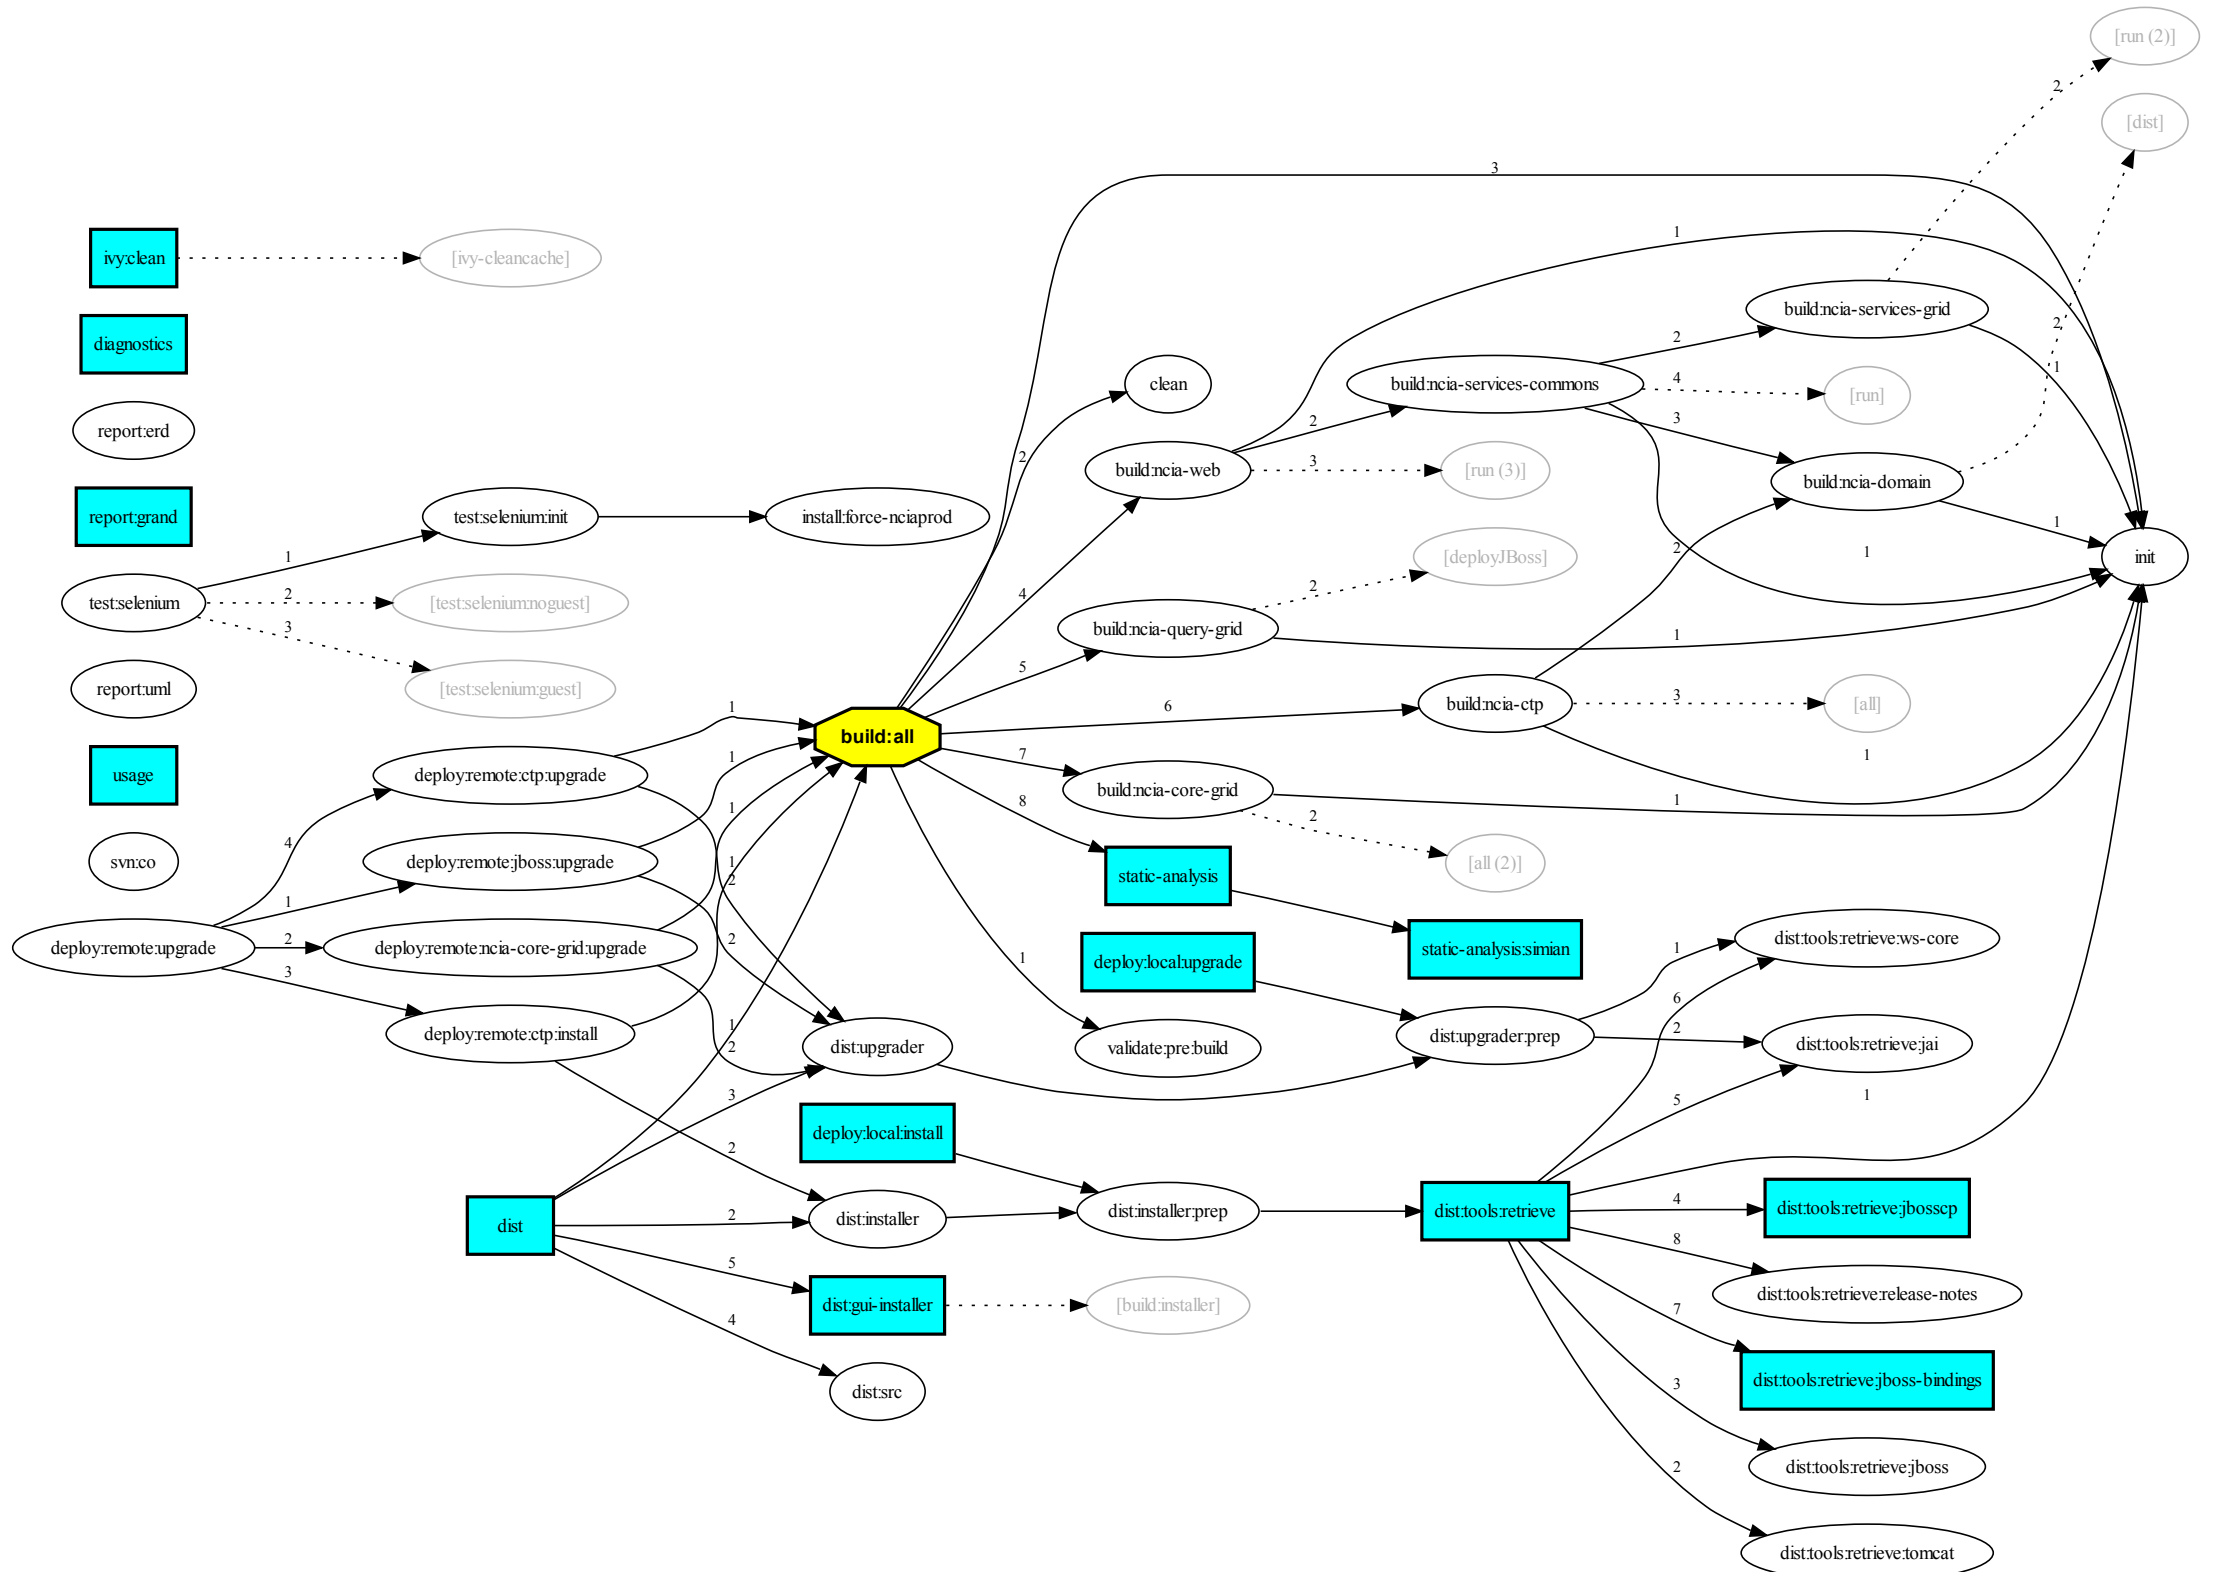 [run (2)]
2
[dist]
3
1
ivy:clean
[ivy-cleancache]
build:ncia-services-grid
2
diagnostics
2
1
clean
build:ncia-services-commons
4
[run]
report:erd
2
3
2
build:ncia-web
3
[run (3)]
build:ncia-domain
report:grand
test:selenium:init
install:force-nciaprod
1
1
[deployJBoss]
2
1
init
test:selenium
2
[test:selenium:noguest]
4
2
3
build:ncia-query-grid
1
report:uml
[test:selenium:guest]
5
1
6
build:ncia-ctp
3
[all]
build:all
1
7
1
usage
deploy:remote:ctp:upgrade
build:ncia-core-grid
1
1
8
2
4
svn:co
deploy:remote:jboss:upgrade
1
2
[all (2)]
static-analysis
1
2
deploy:remote:upgrade
2
deploy:remote:ncia-core-grid:upgrade
2
1
deploy:local:upgrade
static-analysis:simian
1
dist:tools:retrieve:ws-core
3
6
deploy:remote:ctp:install
1
2
dist:upgrader
validate:pre:build
dist:upgrader:prep
2
dist:tools:retrieve:jai
3
5
1
deploy:local:install
2
dist
2
dist:installer
dist:installer:prep
dist:tools:retrieve
4
dist:tools:retrieve:jbosscp
5
8
dist:gui-installer
[build:installer]
7
dist:tools:retrieve:release-notes
4
dist:src
3
dist:tools:retrieve:jboss-bindings
2
dist:tools:retrieve:jboss
dist:tools:retrieve:tomcat